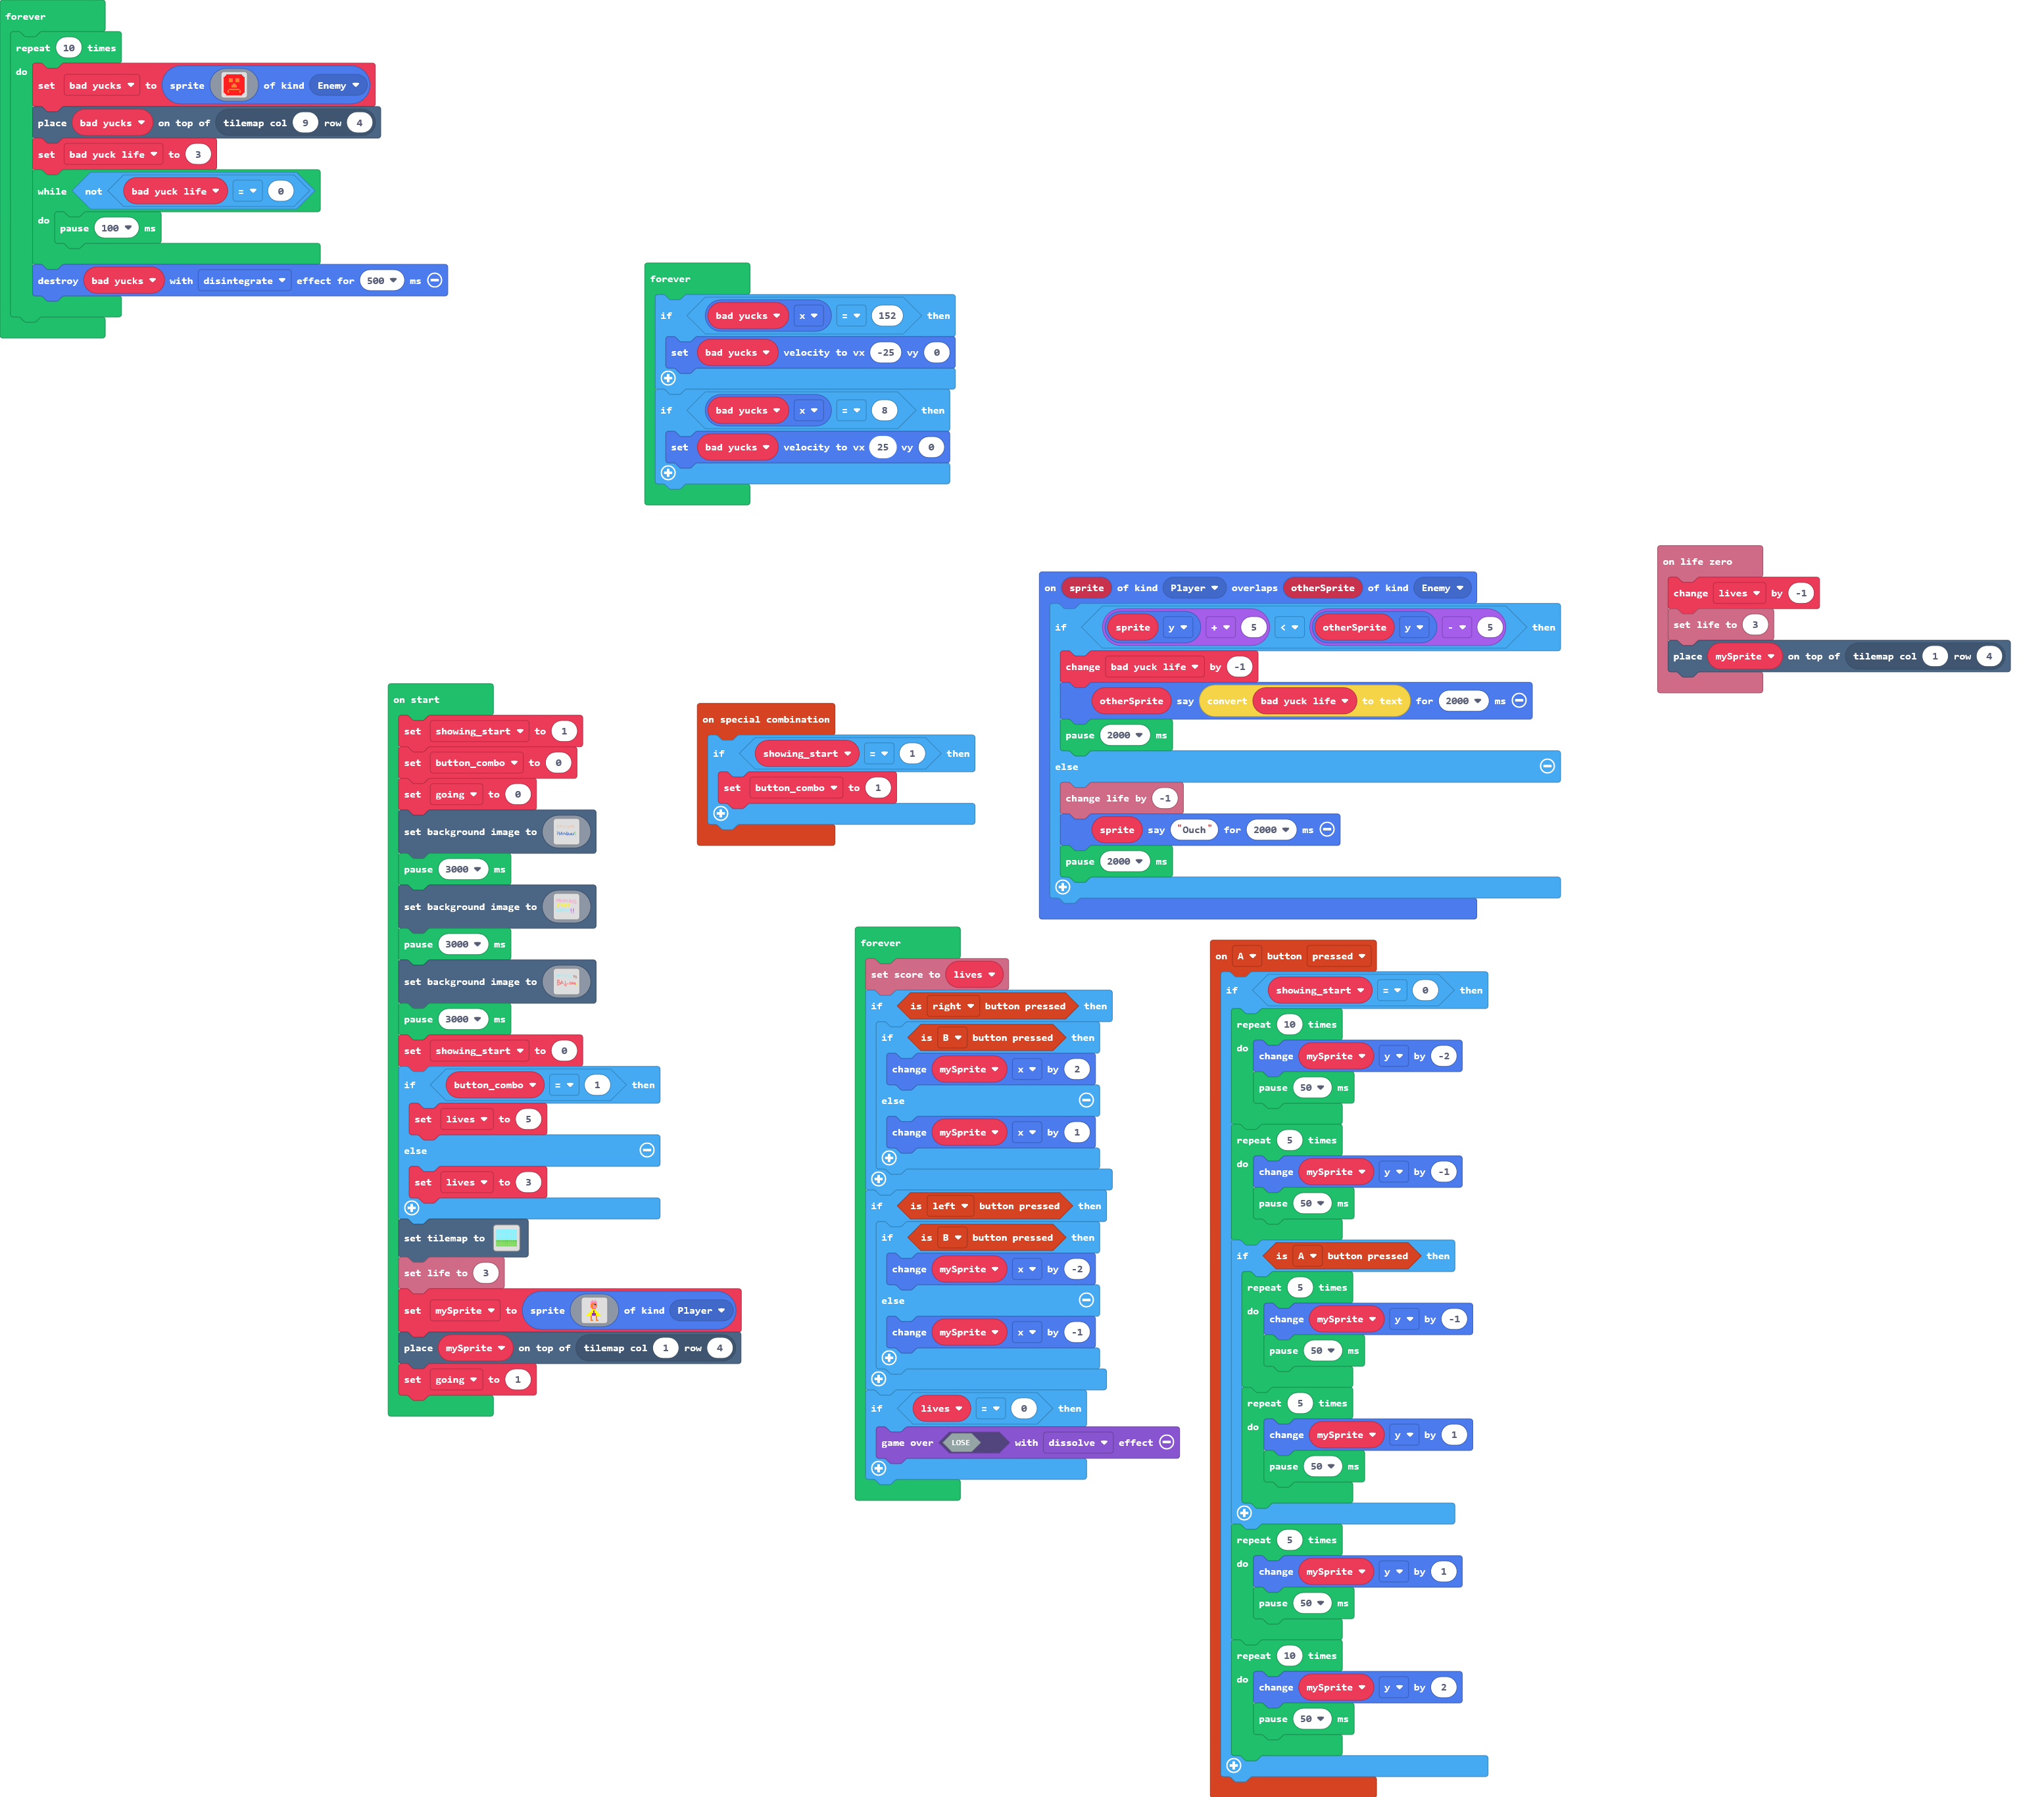 forever
repeat 10 times
do
set bad yucks to sprite of kind Enemy
place bad yucks on top of tilemap col 9 row 4
set bad yuck life to 3
while not bad yuck life = 0
do
pause 100 ms
destroy bad yucks with disintegrate effect for 500 ms
forever
if bad yucks x = 152 then
set bad yucks velocity to vx -25 vy 0
if bad yucks x = 8 then
set bad yucks velocity to vx 25 vy 0
on start
set showing_start to 1
set button_combo to 0
set going to 0
set background image to
pause 3000 ms
set background image to
pause 3000 ms
set background image to
pause 3000 ms
set showing_start to 0
if button_combo = 1 then
set lives to 5
else
set lives to 3
set tilemap to
set life to 3
set mySprite to sprite of kind Player
place mySprite on top of tilemap col 1 row 4
set going to 1
on special combination
if showing_start = 1 then
set button_combo to 1
on sprite of kind Player overlaps otherSprite of kind Enemy
if sprite y + 5 < otherSprite y - 5 then
change bad yuck life by -1
otherSprite say convert bad yuck life to text for 2000 ms
pause 2000 ms
else
change life by -1
sprite say "Ouch" for 2000 ms
pause 2000 ms
on life zero
change lives by -1
set life to 3
place mySprite on top of tilemap col 1 row 4
forever
set score to lives
if is right button pressed then
if is B button pressed then
change mySprite x by 2
else
change mySprite x by 1
if is left button pressed then
if is B button pressed then
change mySprite x by -2
else
change mySprite x by -1
if lives = 0 then
game over LOSE with dissolve effect
on A button pressed
if showing_start = 0 then
repeat 10 times
do change mySprite y by -2
pause 50 ms
repeat 5 times
do change mySprite y by -1
pause 50 ms
if is A button pressed then
repeat 5 times
do change mySprite y by -1
pause 50 ms
repeat 5 times
do change mySprite y by 1
pause 50 ms
repeat 5 times
do change mySprite y by 1
pause 50 ms
repeat 10 times
do change mySprite y by 2
pause 50 ms